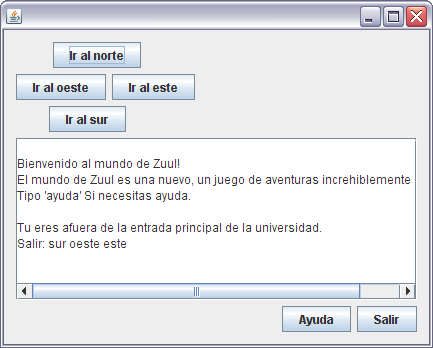 Ir al norte
Ir al oeste Ir al este
Ir al sur
Bienvenido al mundo de Zuul!
El mundo de Zuul es una nuevo, un juego de aventuras increhiblemente
Tipo 'ayuda' Si necesitas ayuda.
Tu eres afuera de la entrada principal de la universidad.
Salir: sur oeste este
Ayuda Salir